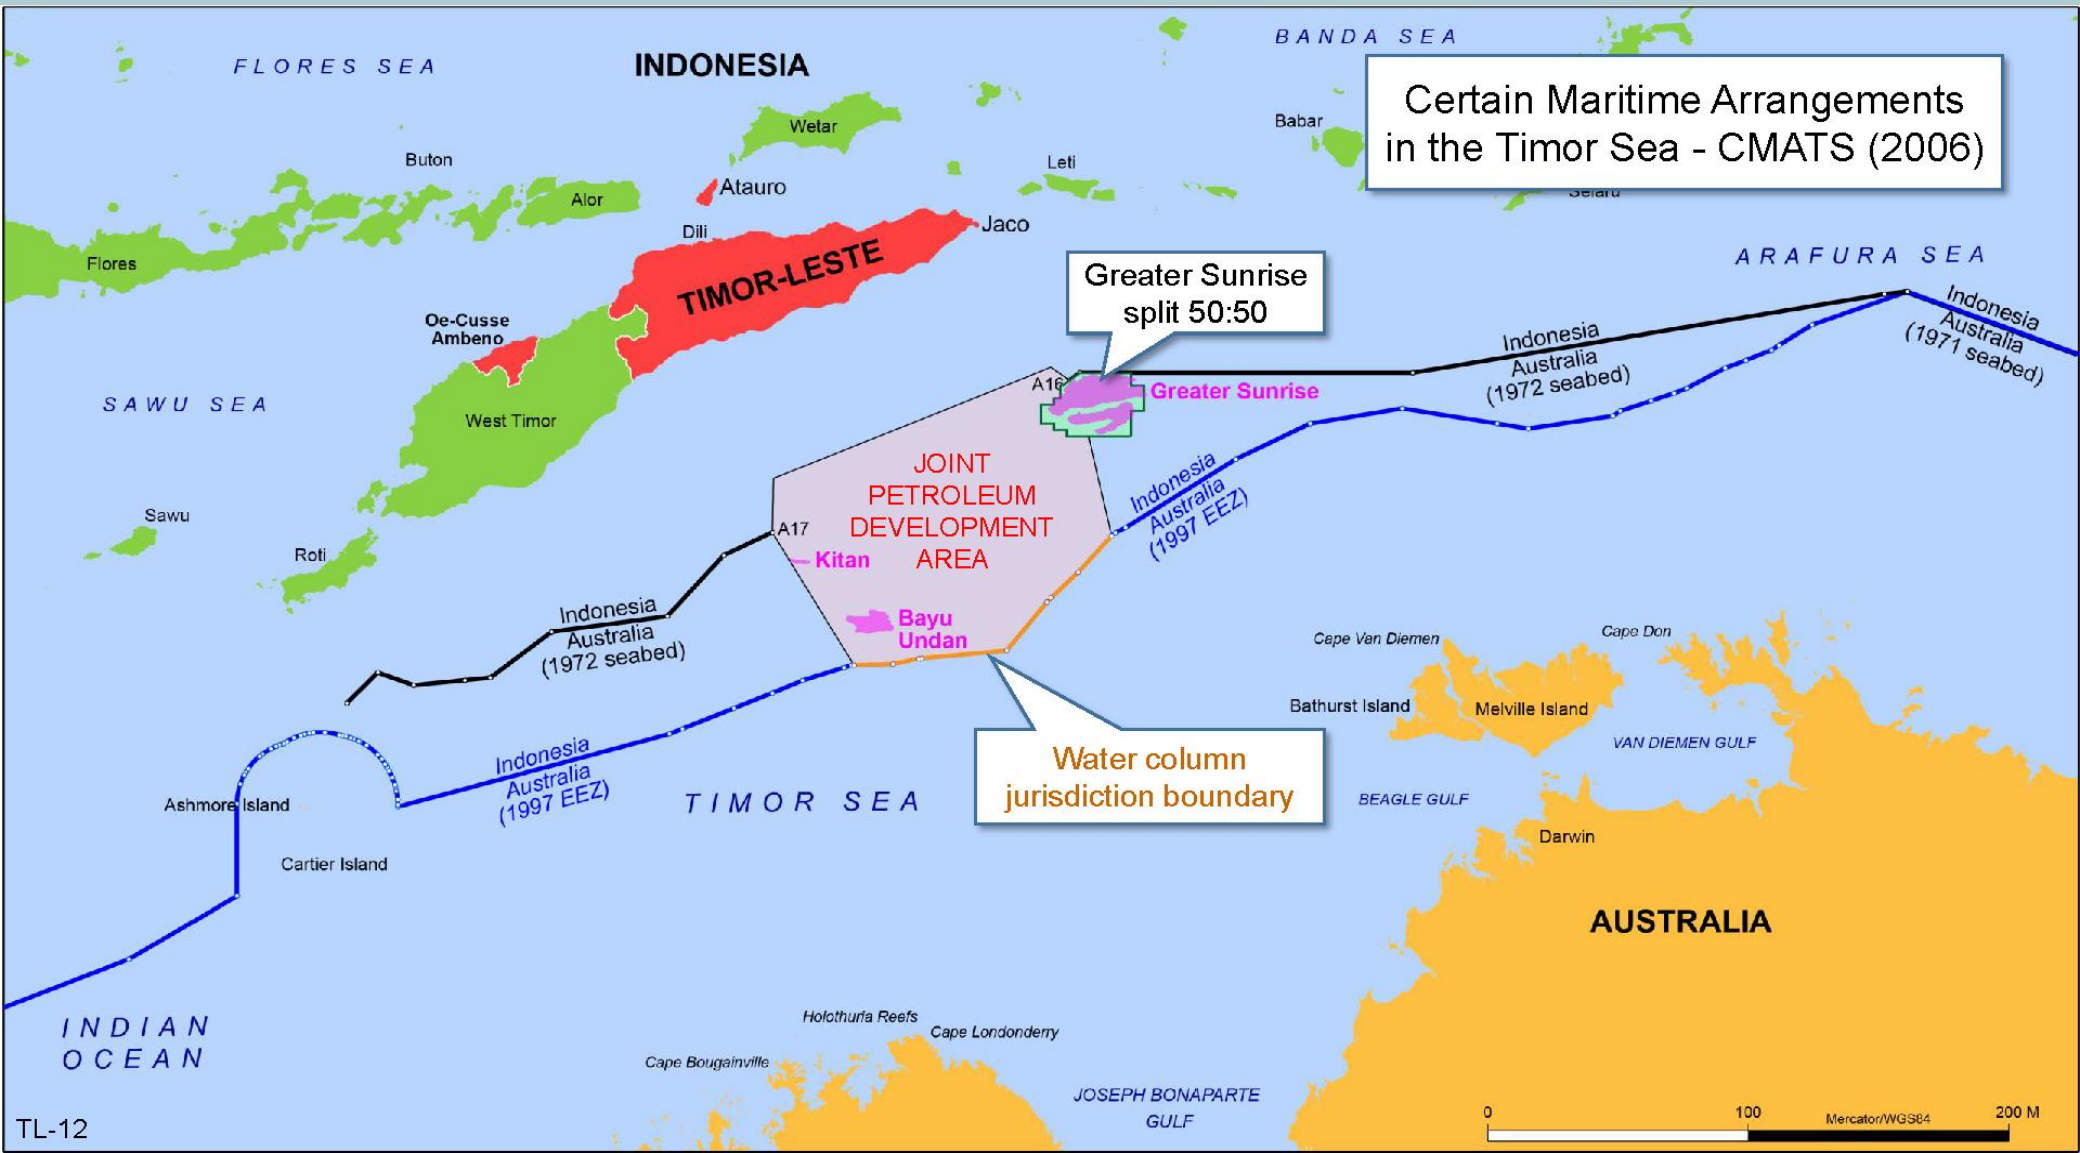 FLORES SEA
INDONESIA
BANDA SEA
Certain Maritime Arrangements
in the Timor Sea - CMATS (2006)
Wetar
Babar
Buton
Leti
Alor
Atauro
Selaru
Dili
Jaco
Flores
TIMOR-LESTE
ARAFURA SEA
Greater Sunrise
split 50:50
Oe-Cusse
Ambeno
Indonesia
Australia
(1971 seabed)
Indonesia
Australia
(1972 seabed)
A16
Greater Sunrise
SAWU SEA
West Timor
JOINT
PETROLEUM
DEVELOPMENT
AREA
Indonesia
Australia
(1997 EEZ)
Sawu
A17
Roti
Kitan
Indonesia
Australia
(1972 seabed)
Bayu
Undan
Cape Van Diemen
Cape Don
Bathurst Island
Melville Island
VAN DIEMEN GULF
Water column
jurisdiction boundary
Indonesia
Australia
(1997 EEZ)
TIMOR SEA
BEAGLE GULF
Ashmore Island
Darwin
Cartier Island
AUSTRALIA
INDIAN
OCEAN
Holothuria Reefs
Cape Londonderry
Cape Bougainville
JOSEPH BONAPARTE
GULF
0
100
200 M
Mercator/WGS84
TL-12